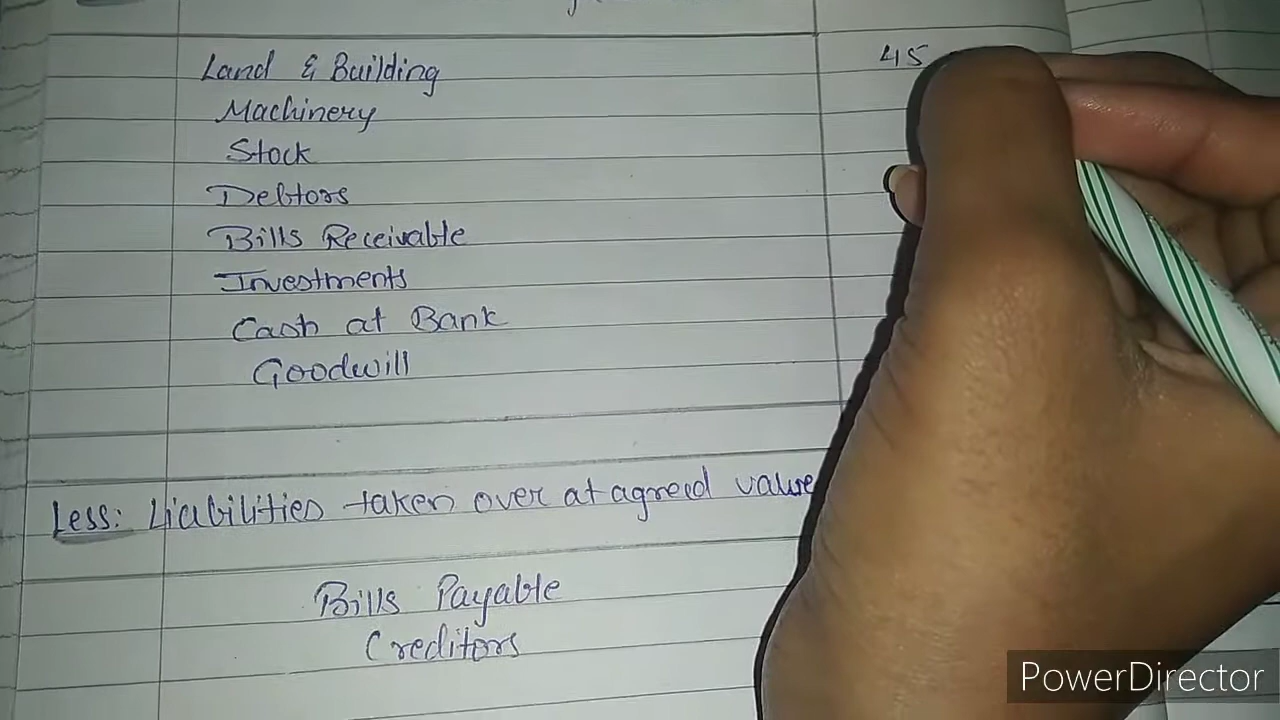 Land & Building 45
Machinery
Stock
Debtors
Bills Receivable
Investments
Cash at Bank
Goodwill
Less: Liabilities taken over at agreed value
Bills Payable
Creditors
PowerDirector